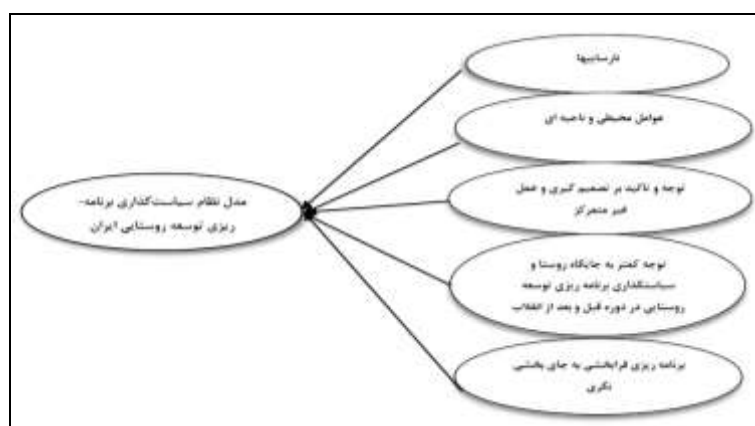 نارساییها
عوامل محیطی و ناحیه ای
توجه و تاکید بر تصمیم گیری و عمل
غیر متمرکز
مدل نظام سیاست‌گذاری برنامه-
ریزی توسعه روستایی ایران
توجه کمتر به جایگاه روستا و
سیاستگذاری برنامه ریزی توسعه
روستایی در دوره قبل و بعد از انقلاب
برنامه ریزی فرابخشی به جای بخشی
نگری